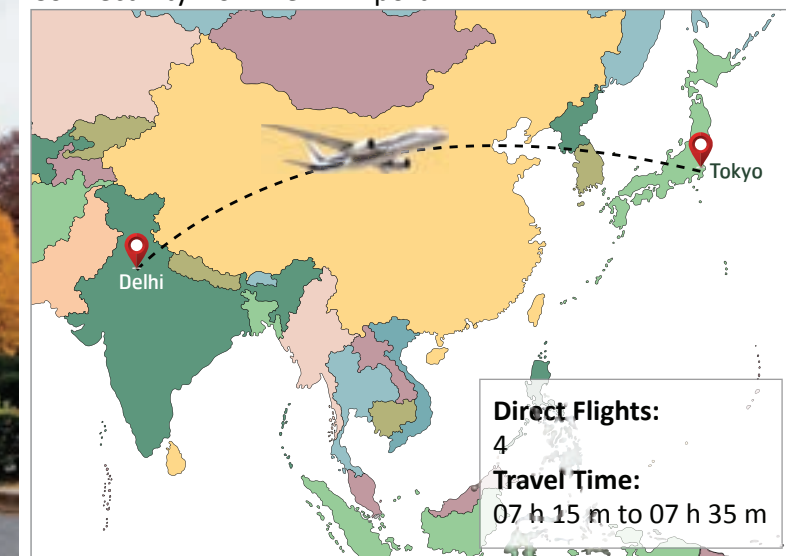 Tokyo
Delhi
Direct Flights:
4
Travel Time:
07 h 15 m to 07 h 35 m